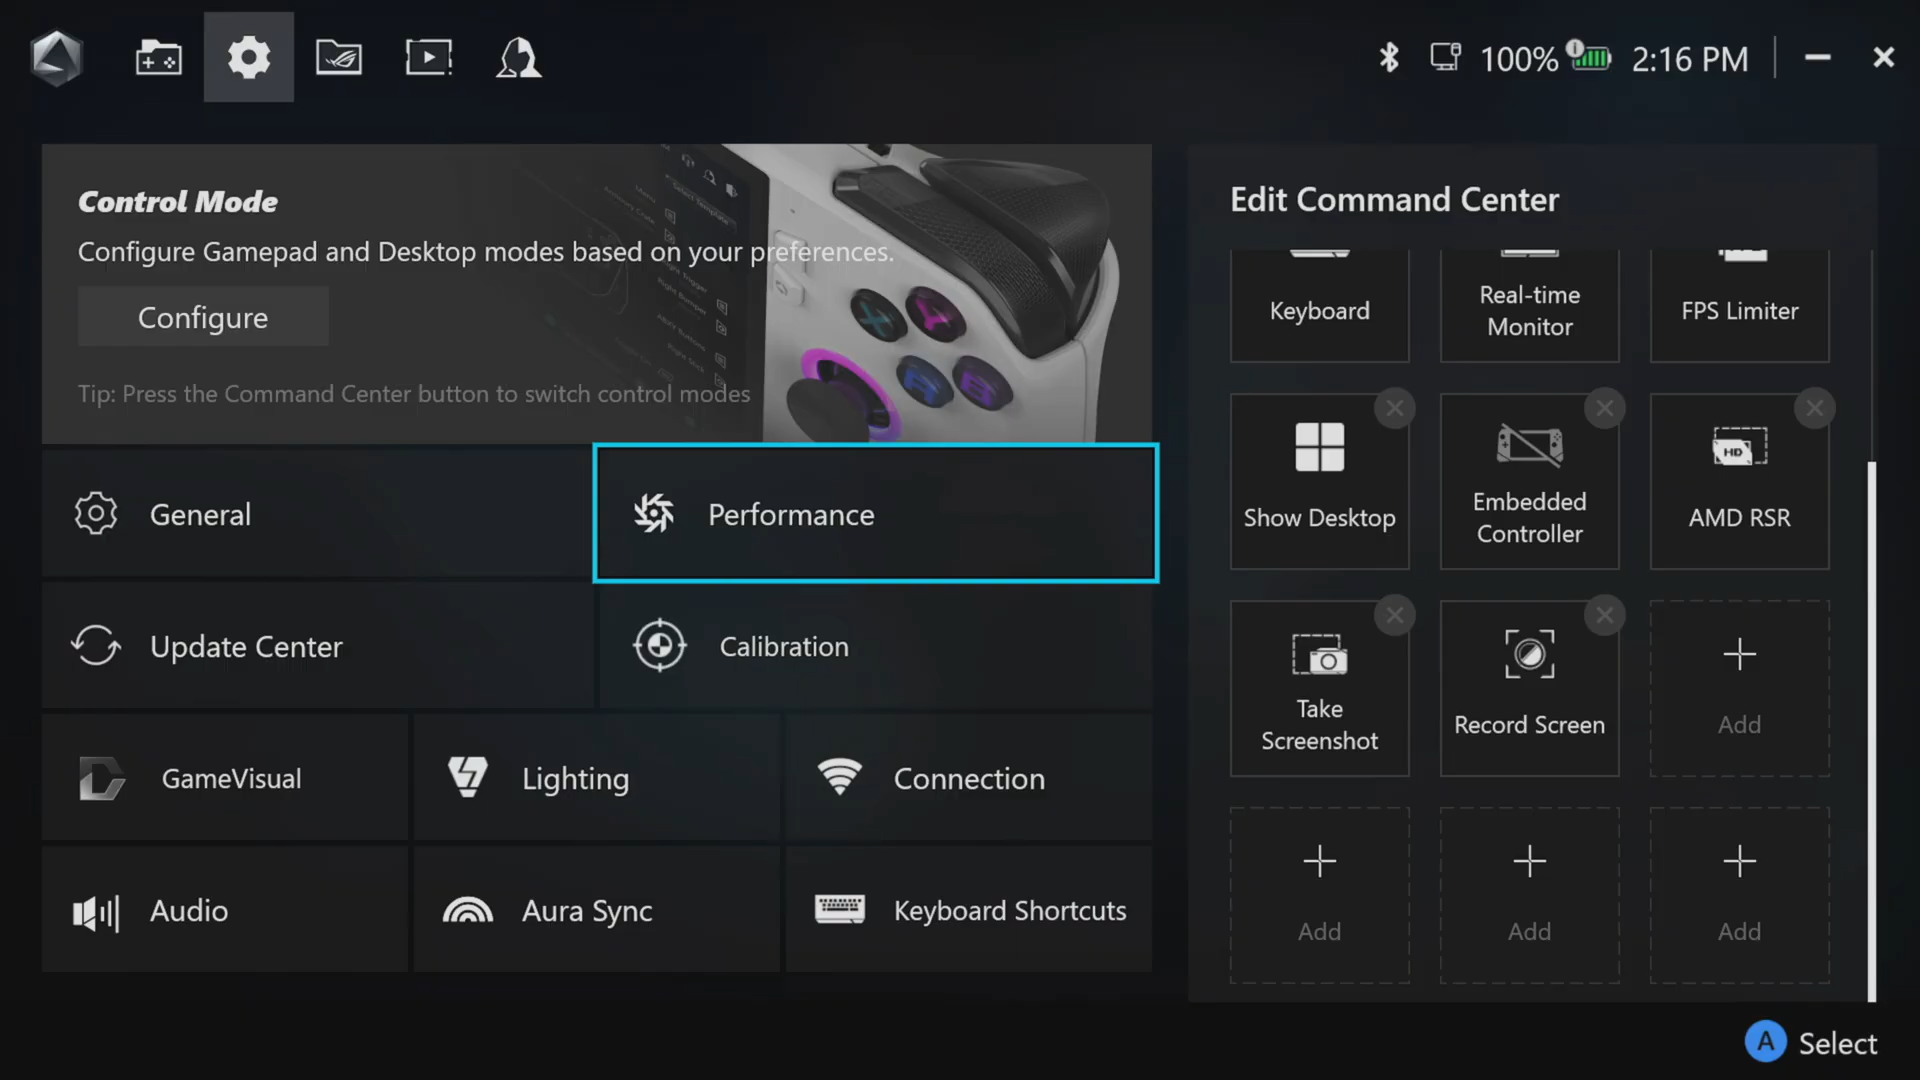 100%
2:16 PM
Control Mode
Configure Gamepad and Desktop modes based on your preferences.
Configure
Tip: Press the Command Center button to switch control modes
X
Y
A
B
General
Performance
Update Center
Calibration
GameVisual
Lighting
Connection
Audio
Aura Sync
Keyboard Shortcuts
Edit Command Center
Keyboard
Real-time
Monitor
FPS Limiter
Show Desktop
Embedded
Controller
HD
AMD RSR
Take
Screenshot
Record Screen
Add
Add
Add
Add
A Select